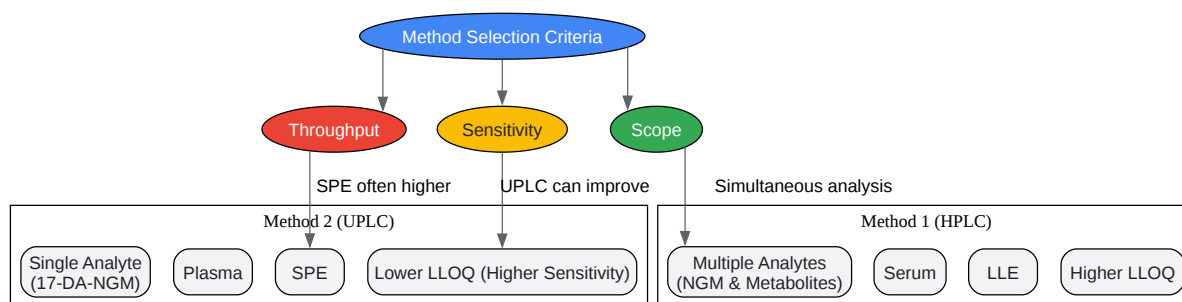 Method Selection Criteria
Throughput
Sensitivity
Scope
SPE often higher
UPLC can improve
Simultaneous analysis
Method 2 (UPLC)
Single Analyte
(17-DA-NGM)
Plasma
SPE
Lower LLOQ (Higher Sensitivity)
Method 1 (HPLC)
Multiple Analytes
(NGM & Metabolites)
Serum
LLE
Higher LLOQ